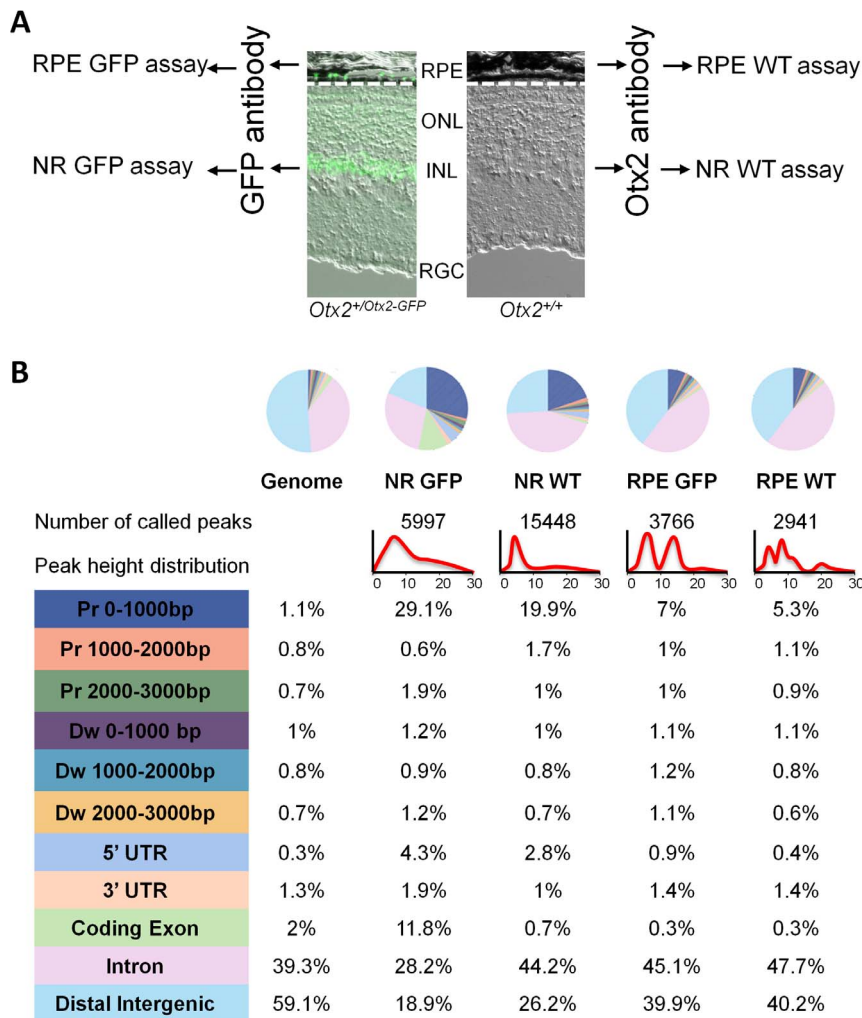 A
RPE GFP assay
NR GFP assay
GFP antibody
RPE
ONL
INL
RGC
Otx2+/Otx2-GFP
Otx2+/+
Otx2 antibody
RPE WT assay
NR WT assay
B
Genome NR GFP NR WT RPE GFP RPE WT
Number of called peaks 5997 15448 3766 2941
Peak height distribution
0 10 20 30 0 10 20 30 0 10 20 30 0 10 20 30
Pr 0-1000bp 1.1% 29.1% 19.9% 7% 5.3%
Pr 1000-2000bp 0.8% 0.6% 1.7% 1% 1.1%
Pr 2000-3000bp 0.7% 1.9% 1% 1% 0.9%
Dw 0-1000 bp 1% 1.2% 1% 1.1% 1.1%
Dw 1000-2000bp 0.8% 0.9% 0.8% 1.2% 0.8%
Dw 2000-3000bp 0.7% 1.2% 0.7% 1.1% 0.6%
5' UTR 0.3% 4.3% 2.8% 0.9% 0.4%
3' UTR 1.3% 1.9% 1% 1.4% 1.4%
Coding Exon 2% 11.8% 0.7% 0.3% 0.3%
Intron 39.3% 28.2% 44.2% 45.1% 47.7%
Distal Intergenic 59.1% 18.9% 26.2% 39.9% 40.2%